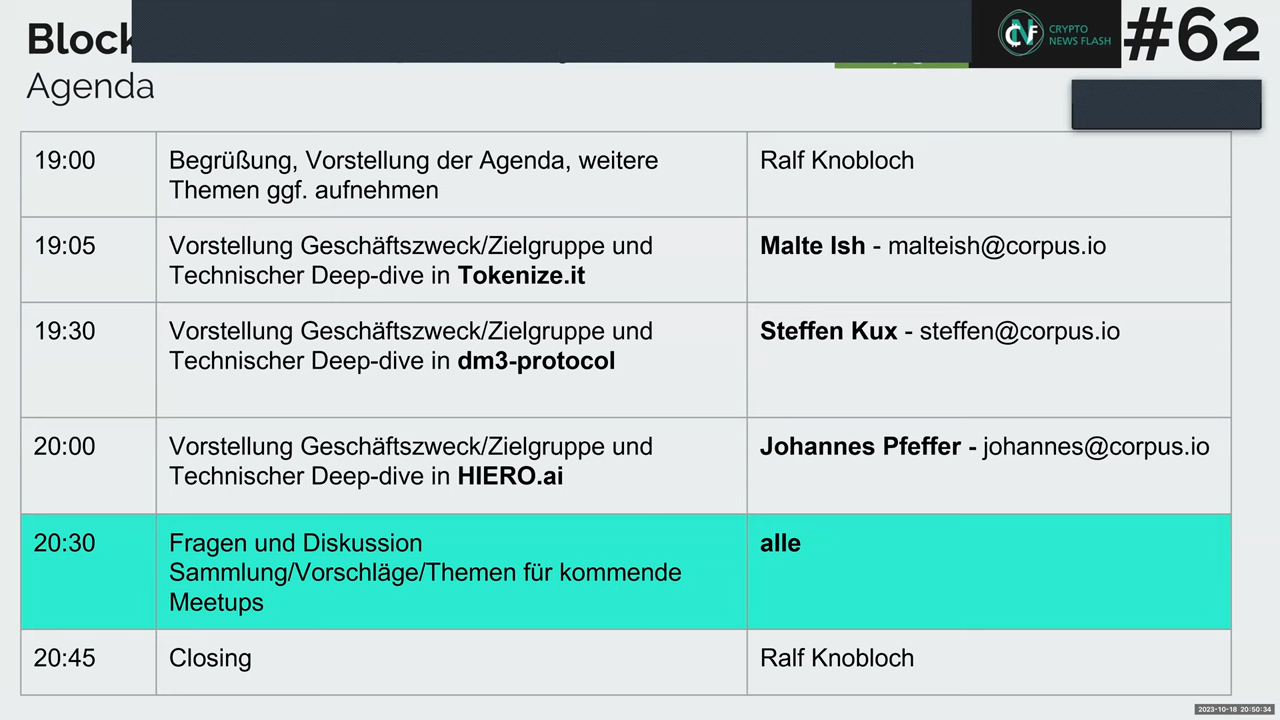 Block
#62
CRYPTO
NEWS FLASH
Agenda
19:00
Begrüßung, Vorstellung der Agenda, weitere
Themen ggf. aufnehmen
Ralf Knobloch
19:05
Vorstellung Geschäftszweck/Zielgruppe und
Technischer Deep-dive in Tokenize.it
Malte Ish - malteish@corpus.io
19:30
Vorstellung Geschäftszweck/Zielgruppe und
Technischer Deep-dive in dm3-protocol
Steffen Kux - steffen@corpus.io
20:00
Vorstellung Geschäftszweck/Zielgruppe und
Technischer Deep-dive in HIERO.ai
Johannes Pfeffer - johannes@corpus.io
20:30
Fragen und Diskussion
Sammlung/Vorschläge/Themen für kommende
Meetups
alle
20:45
Closing
Ralf Knobloch
2023-10-18 20:50:34